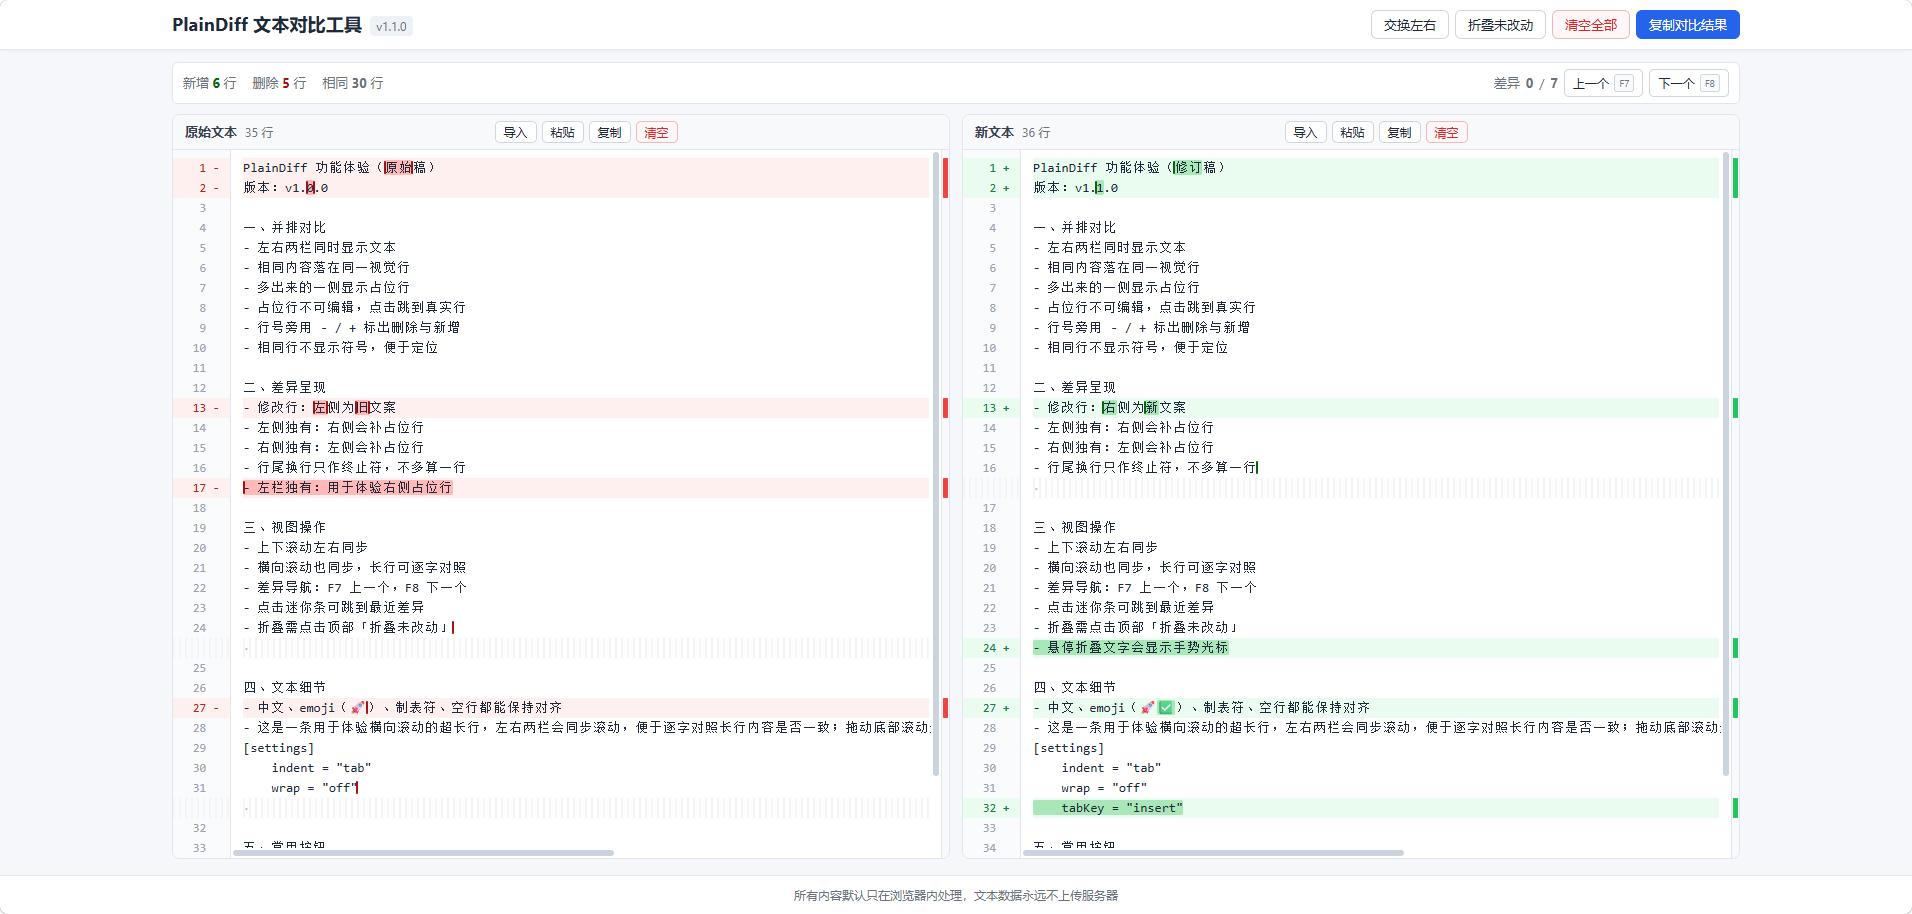 PlainDiff 文本对比工具 v1.1.0
交换左右 折叠未改动 清空全部 复制对比结果
新增 6 行 删除 5 行 相同 30 行
差异 0 / 7 上一个 F7 下一个 F8
原始文本 35 行 导入 粘贴 复制 清空
1 - PlainDiff 功能体验（原始稿）
2 - 版本：v1.0.0
3
4 一、并排对比
5 - 左右两栏同时显示文本
6 - 相同内容落在同一视觉行
7 - 多出来的一侧显示占位行
8 - 占位行不可编辑，点击跳到真实行
9 - 行号旁用 - / + 标出删除与新增
10 - 相同行不显示符号，便于定位
11
12 二、差异呈现
13 - - 修改行：左侧为旧文案
14 - 左侧独有：右侧会补占位行
15 - 右侧独有：左侧会补占位行
16 - 行尾换行只作终止符，不多算一行
17 - - 左栏独有：用于体验右侧占位行
18
19 三、视图操作
20 - 上下滚动左右同步
21 - 横向滚动也同步，长行可逐字对照
22 - 差异导航：F7 上一个，F8 下一个
23 - 点击迷你条可跳到最近差异
24 - 折叠需点击顶部「折叠未改动」
25
26 四、文本细节
27 - - 中文、emoji（🚀）、制表符、空行都能保持对齐
28 - 这是一条用于体验横向滚动的超长行，左右两栏会同步滚动，便于逐字对照长行内容是否一致；拖动底部滚动
29 [settings]
30 indent = "tab"
31 wrap = "off"
32
33 五、常用按钮
新文本 36 行 导入 粘贴 复制 清空
1 + PlainDiff 功能体验（修订稿）
2 + 版本：v1.1.0
3
4 一、并排对比
5 - 左右两栏同时显示文本
6 - 相同内容落在同一视觉行
7 - 多出来的一侧显示占位行
8 - 占位行不可编辑，点击跳到真实行
9 - 行号旁用 - / + 标出删除与新增
10 - 相同行不显示符号，便于定位
11
12 二、差异呈现
13 + - 修改行：右侧为新文案
14 - 左侧独有：右侧会补占位行
15 - 右侧独有：左侧会补占位行
16 - 行尾换行只作终止符，不多算一行
17
18 三、视图操作
19 - 上下滚动左右同步
20 - 横向滚动也同步，长行可逐字对照
21 - 差异导航：F7 上一个，F8 下一个
22 - 点击迷你条可跳到最近差异
23 - 折叠需点击顶部「折叠未改动」
24 + - 悬停折叠文字会显示手势光标
25
26 四、文本细节
27 + - 中文、emoji（🚀✅）、制表符、空行都能保持对齐
28 - 这是一条用于体验横向滚动的超长行，左右两栏会同步滚动，便于逐字对照长行内容是否一致；拖动底部滚动
29 [settings]
30 indent = "tab"
31 wrap = "off"
32 + tabKey = "insert"
33
34 五、常用按钮
所有内容默认只在浏览器内处理，文本数据永远不上传服务器